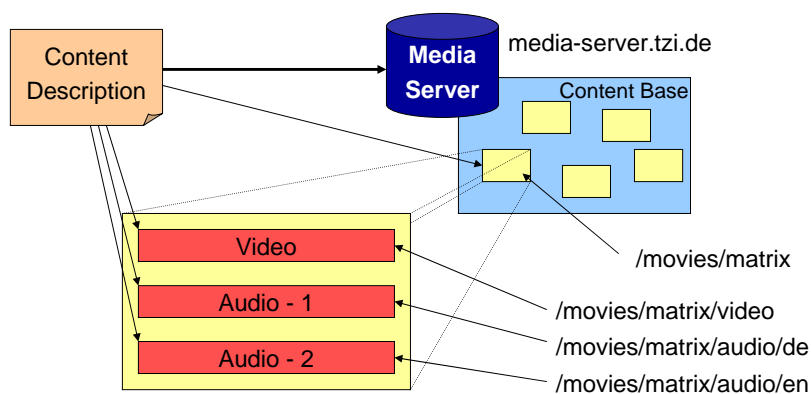 Content
Description
Media
Server
media-server.tzi.de
Content Base
Video
Audio - 1
Audio - 2
/movies/matrix
/movies/matrix/video
/movies/matrix/audio/de
/movies/matrix/audio/en